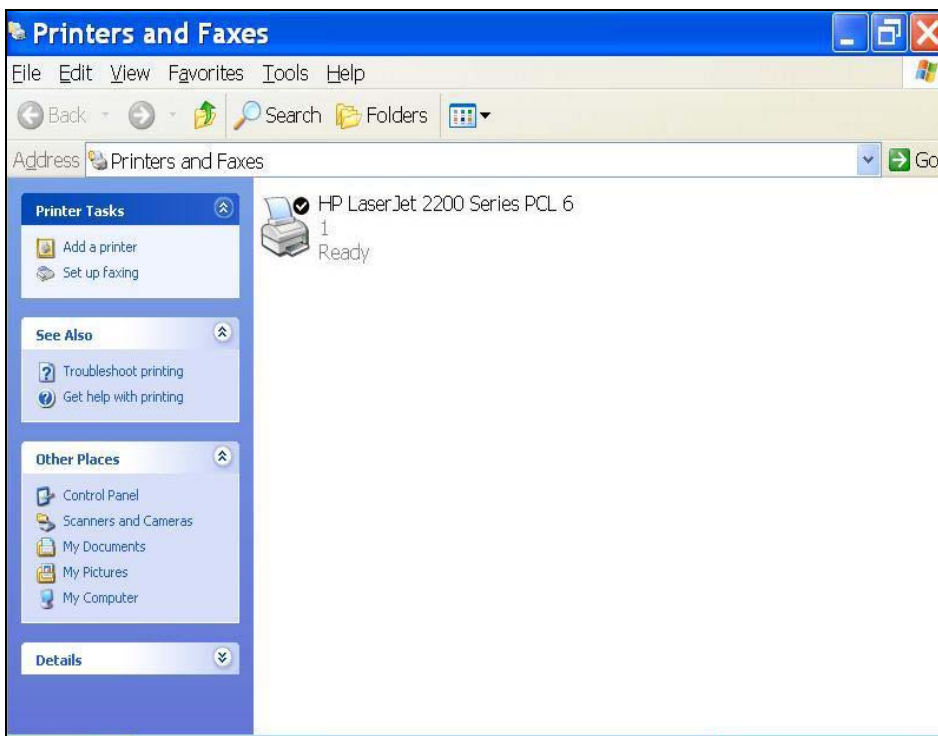 Printers and Faxes
File Edit View Favorites Tools Help
Back Search Folders
Address Printers and Faxes Go
Printer Tasks
Add a printer
Set up faxing
See Also
Troubleshoot printing
Get help with printing
Other Places
Control Panel
Scanners and Cameras
My Documents
My Pictures
My Computer
Details
HP LaserJet 2200 Series PCL 6
1
Ready